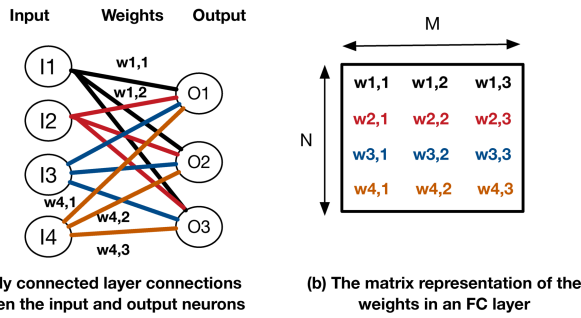 Input Weights Output
M
I1
w1,1
w1,2
O1
I2
I3
O2
w4,1
I4
w4,2
O3
w4,3
N
w1,1 w1,2 w1,3
w2,1 w2,2 w2,3
w3,1 w3,2 w3,3
w4,1 w4,2 w4,3
connected layer connections
the input and output neurons
(b) The matrix representation of the
weights in an FC layer